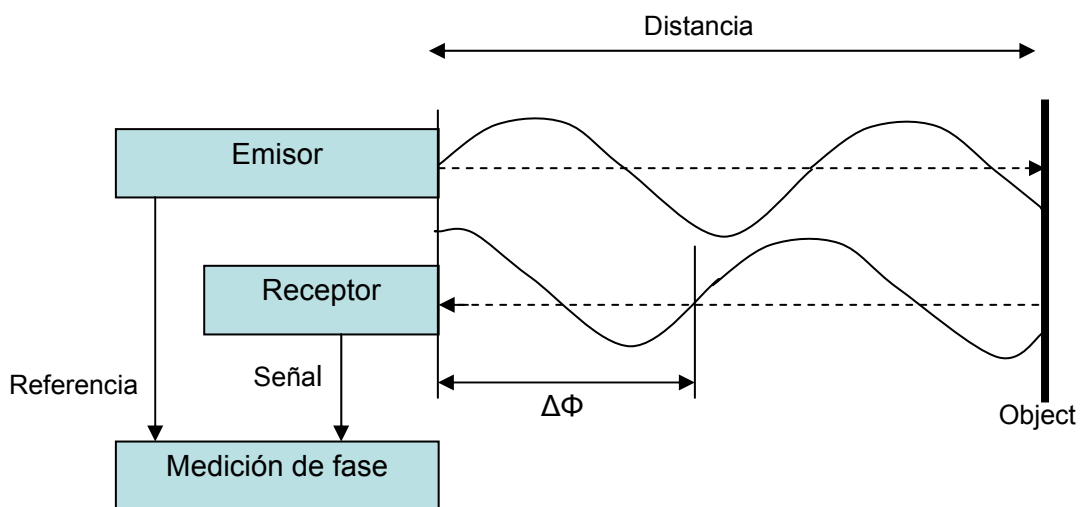 Distancia
Emisor
Receptor
Referencia
Señal
ΔΦ
Object
Medición de fase